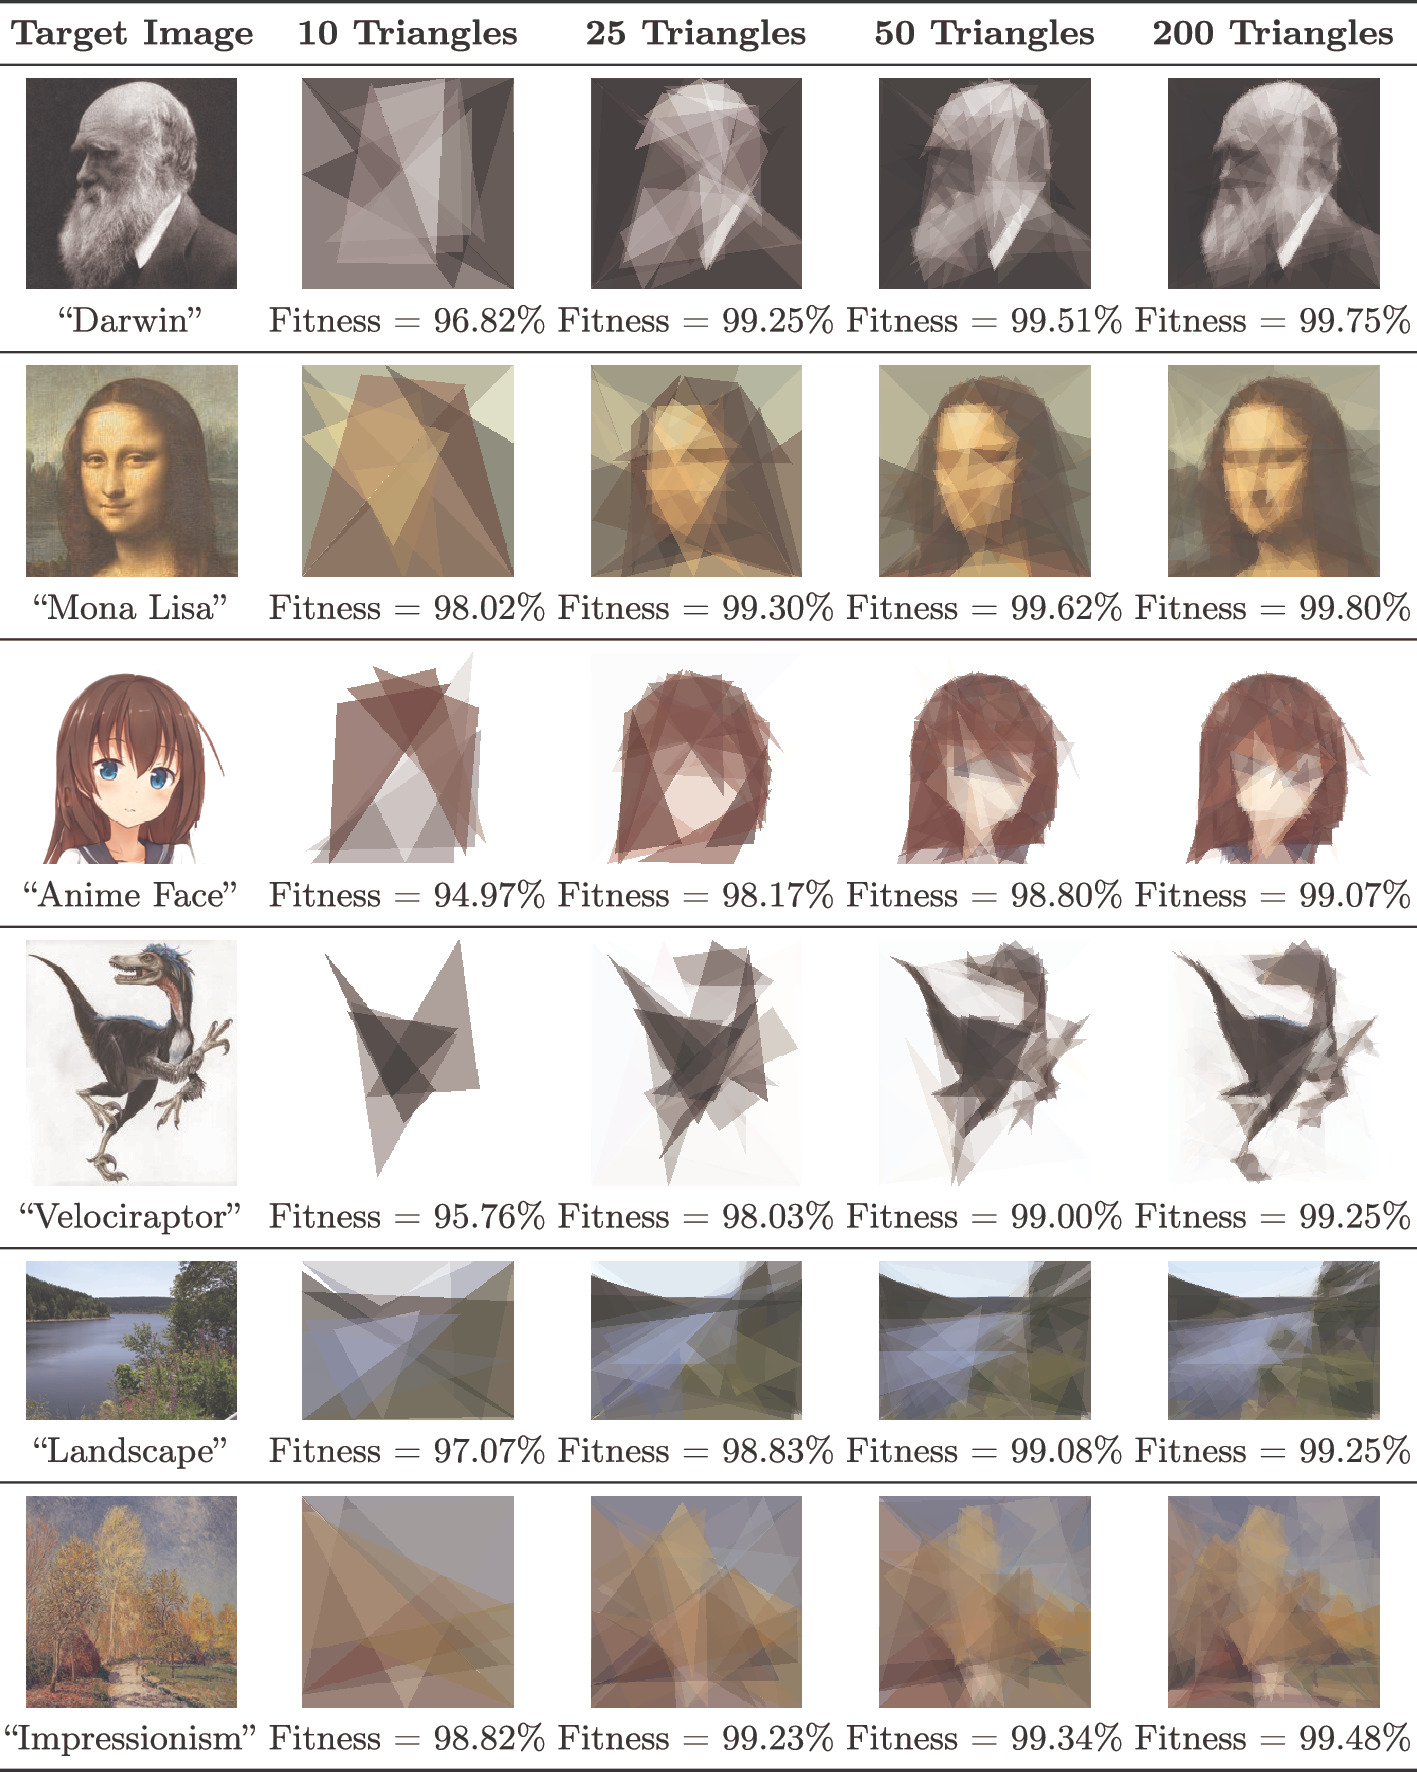 Target Image 10 Triangles 25 Triangles 50 Triangles 200 Triangles
“Darwin” Fitness = 96.82% Fitness = 99.25% Fitness = 99.51% Fitness = 99.75%
“Mona Lisa” Fitness = 98.02% Fitness = 99.30% Fitness = 99.62% Fitness = 99.80%
“Anime Face” Fitness = 94.97% Fitness = 98.17% Fitness = 98.80% Fitness = 99.07%
“Velociraptor” Fitness = 95.76% Fitness = 98.03% Fitness = 99.00% Fitness = 99.25%
“Landscape” Fitness = 97.07% Fitness = 98.83% Fitness = 99.08% Fitness = 99.25%
“Impressionism” Fitness = 98.82% Fitness = 99.23% Fitness = 99.34% Fitness = 99.48%